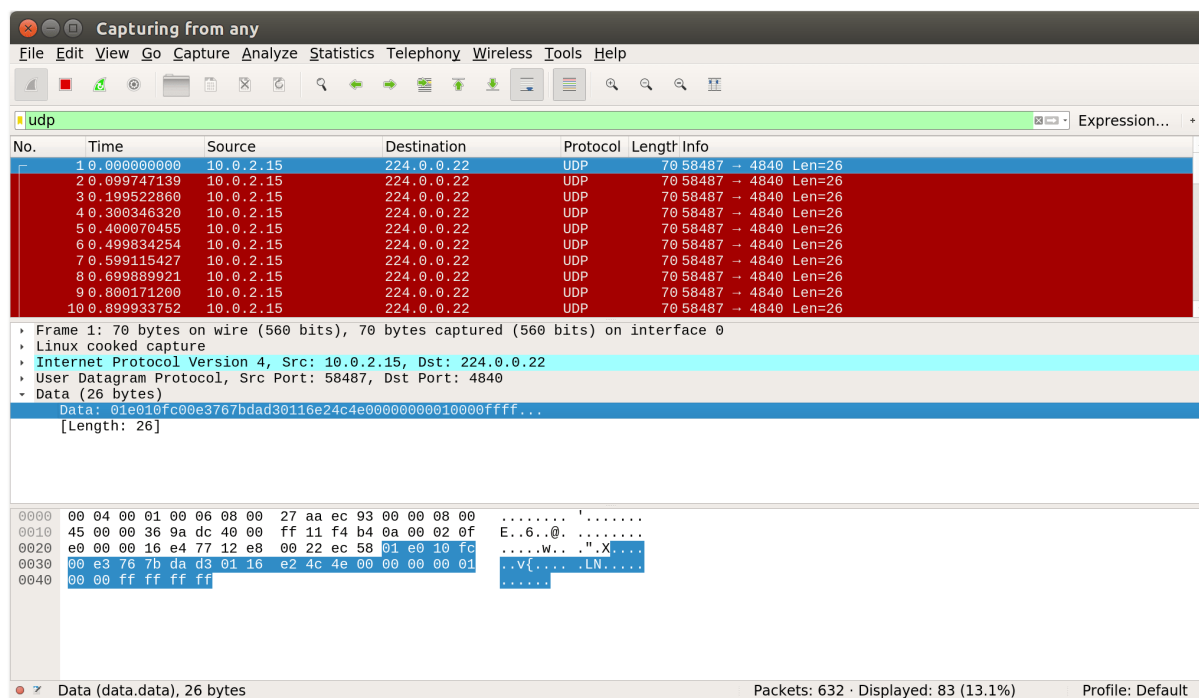 Capturing from any
File Edit View Go Capture Analyze Statistics Telephony Wireless Tools Help
udp Expression... +
No. Time Source Destination Protocol Length Info
1 0.000000000 10.0.2.15 224.0.0.22 UDP 70 58487 → 4840 Len=26
2 0.099747139 10.0.2.15 224.0.0.22 UDP 70 58487 → 4840 Len=26
3 0.199522860 10.0.2.15 224.0.0.22 UDP 70 58487 → 4840 Len=26
4 0.300346320 10.0.2.15 224.0.0.22 UDP 70 58487 → 4840 Len=26
5 0.400070455 10.0.2.15 224.0.0.22 UDP 70 58487 → 4840 Len=26
6 0.499834254 10.0.2.15 224.0.0.22 UDP 70 58487 → 4840 Len=26
7 0.599115427 10.0.2.15 224.0.0.22 UDP 70 58487 → 4840 Len=26
8 0.699889921 10.0.2.15 224.0.0.22 UDP 70 58487 → 4840 Len=26
9 0.800171200 10.0.2.15 224.0.0.22 UDP 70 58487 → 4840 Len=26
10 0.899933752 10.0.2.15 224.0.0.22 UDP 70 58487 → 4840 Len=26
Frame 1: 70 bytes on wire (560 bits), 70 bytes captured (560 bits) on interface 0
Linux cooked capture
Internet Protocol Version 4, Src: 10.0.2.15, Dst: 224.0.0.22
User Datagram Protocol, Src Port: 58487, Dst Port: 4840
Data (26 bytes)
Data: 01e010fc00e3767bdad30116e24c4e00000000010000ffff...
[Length: 26]
0000 00 04 00 01 00 06 08 00 27 aa ec 93 00 00 08 00 ........ '.......
0010 45 00 00 36 9a dc 40 00 ff 11 f4 b4 0a 00 02 0f E..6..@. ........
0020 e0 00 00 16 e4 77 12 e8 00 22 ec 58 01 e0 10 fc .....w.. .".X....
0030 00 e3 76 7b da d3 01 16 e2 4c 4e 00 00 00 00 01 ..v{.... .LN.....
0040 00 00 ff ff ff ff ......
Data (data.data), 26 bytes Packets: 632 · Displayed: 83 (13.1%) Profile: Default